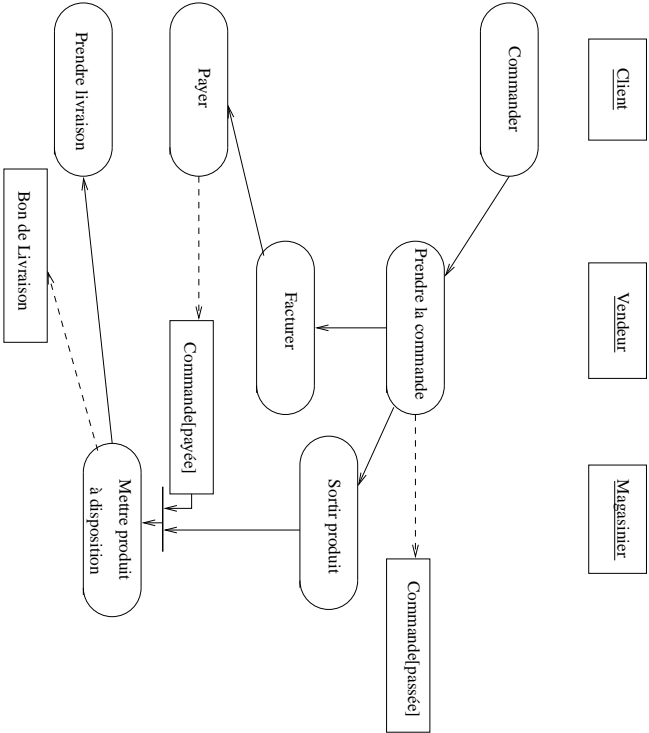 Client
Vendeur
Magasinier
Commander
Prendre la commande
Commande[passée]
Facturer
Sortir produit
Payer
Commande[payée]
Mettre produit
à disposition
Prendre livraison
Bon de Livraison